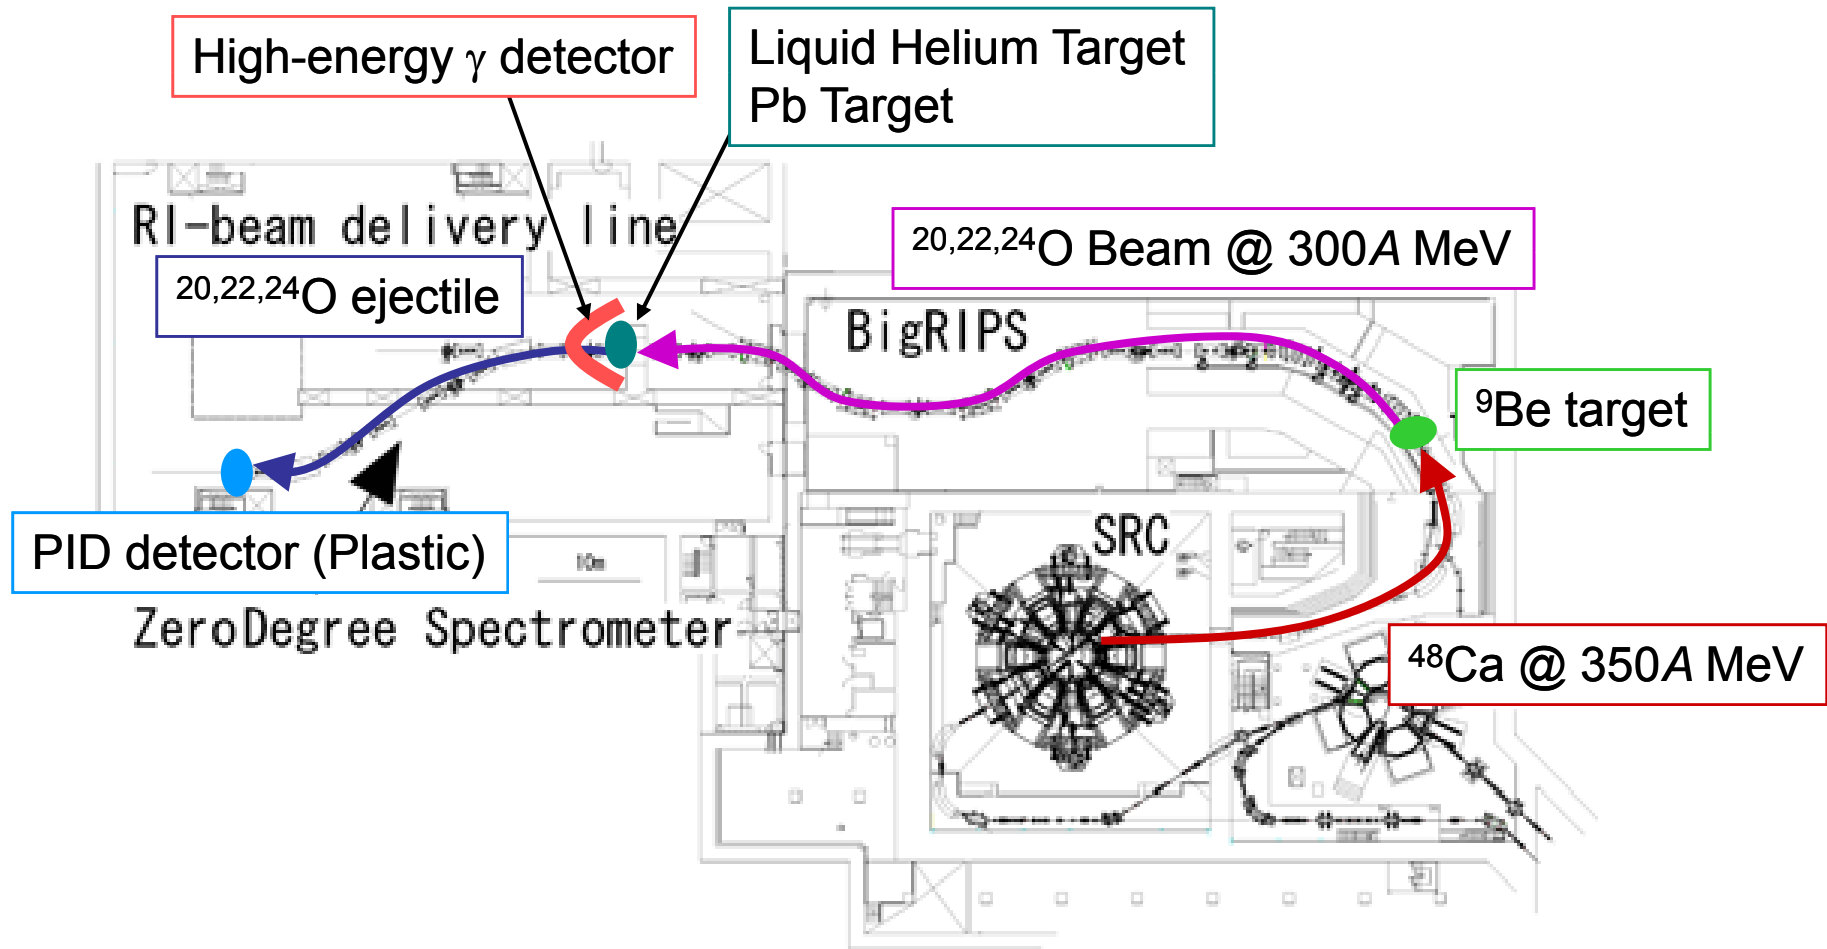 High-energy γ detector
Liquid Helium Target
Pb Target
RI-beam delivery line
²⁰,²²,²⁴O ejectile
²⁰,²²,²⁴O Beam @ 300A MeV
BigRIPS
⁹Be target
SRC
PID detector (Plastic)
10m
ZeroDegree Spectrometer
⁴⁸Ca @ 350A MeV